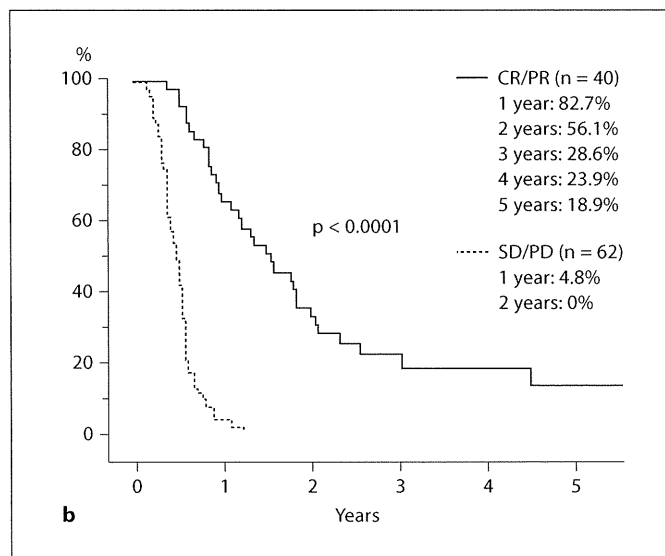 %
100
80
60
40
20
0
0 1 2 3 4 5
Years
p < 0.0001
CR/PR (n = 40)
1 year: 82.7%
2 years: 56.1%
3 years: 28.6%
4 years: 23.9%
5 years: 18.9%
SD/PD (n = 62)
1 year: 4.8%
2 years: 0%
b